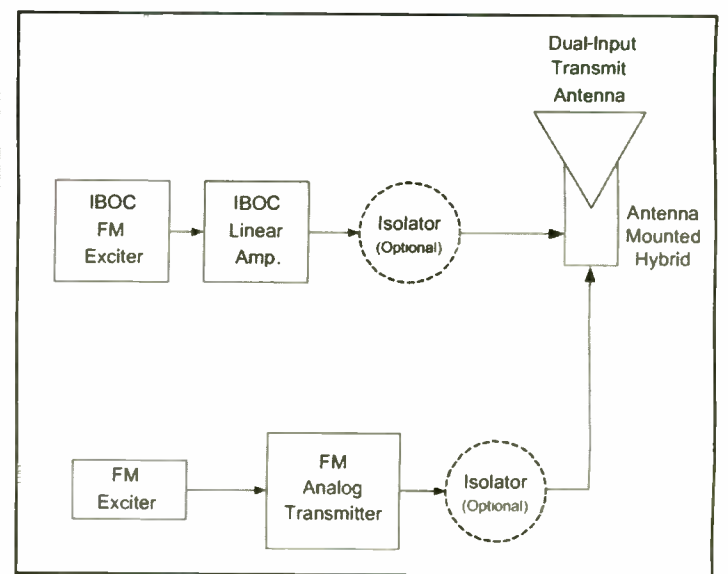 Dual-Input
Transmit
Antenna
IBOC
FM
Exciter
IBOC
Linear
Amp.
Isolator
(Optional)
Antenna
Mounted
Hybrid
FM
Exciter
FM
Analog
Transmitter
Isolator
(Optional)